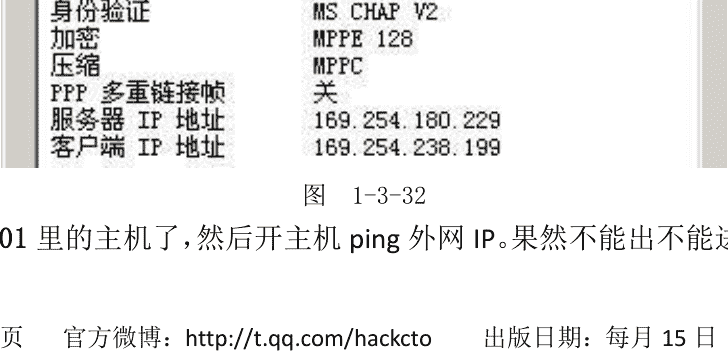 身份验证 MS CHAP V2
加密 MPPE 128
压缩 MPPC
PPP 多重链接帧 关
服务器 IP 地址 169.254.180.229
客户端 IP 地址 169.254.238.199
图 1-3-32
01 里的主机了,然后开主机 ping 外网 IP。果然不能出不能进
页 官方微博：http://t.qq.com/hackcto 出版日期：每月 15 日